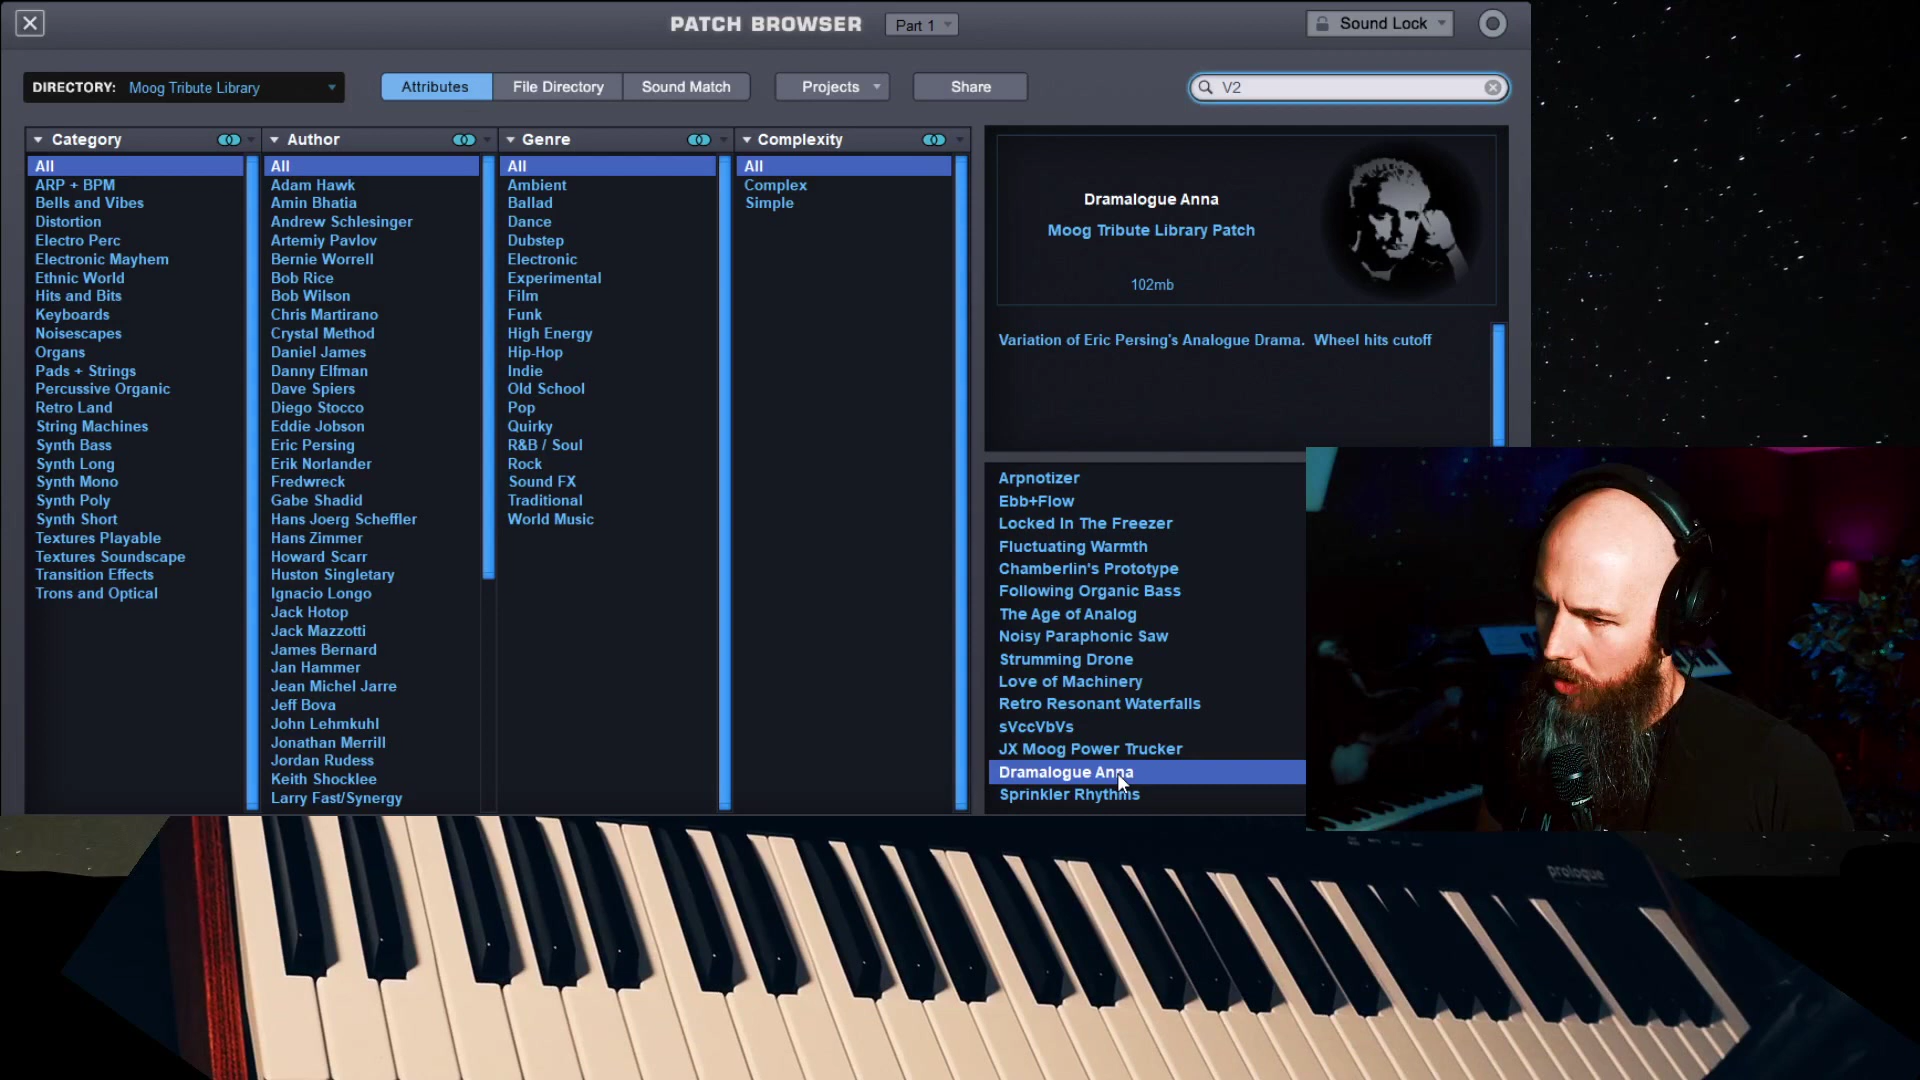 PATCH BROWSER
Part 1
Sound Lock
DIRECTORY: Moog Tribute Library
Attributes
File Directory
Sound Match
Projects
Share
V2
Category
All
ARP + BPM
Bells and Vibes
Distortion
Electro Perc
Electronic Mayhem
Ethnic World
Hits and Bits
Keyboards
Noisescapes
Organs
Pads + Strings
Percussive Organic
Retro Land
String Machines
Synth Bass
Synth Long
Synth Mono
Synth Poly
Synth Short
Textures Playable
Textures Soundscape
Transition Effects
Trons and Optical
Author
All
Adam Hawk
Amin Bhatia
Andrew Schlesinger
Artemiy Pavlov
Bernie Worrell
Bob Rice
Bob Wilson
Chris Martirano
Crystal Method
Daniel James
Danny Elfman
Dave Spiers
Diego Stocco
Eddie Jobson
Eric Persing
Erik Norlander
Fredwreck
Gabe Shadid
Hans Joerg Scheffler
Hans Zimmer
Howard Scarr
Huston Singletary
Ignacio Longo
Jack Hotop
Jack Mazzotti
James Bernard
Jan Hammer
Jean Michel Jarre
Jeff Bova
John Lehmkuhl
Jonathan Merrill
Jordan Rudess
Keith Shocklee
Larry Fast/Synergy
Genre
All
Ambient
Ballad
Dance
Dubstep
Electronic
Experimental
Film
Funk
High Energy
Hip-Hop
Indie
Old School
Pop
Quirky
R&B / Soul
Rock
Sound FX
Traditional
World Music
Complexity
All
Complex
Simple
Dramalogue Anna
Moog Tribute Library Patch
102mb
Variation of Eric Persing's Analogue Drama.  Wheel hits cutoff
Arpnotizer
Ebb+Flow
Locked In The Freezer
Fluctuating Warmth
Chamberlin's Prototype
Following Organic Bass
The Age of Analog
Noisy Paraphonic Saw
Strumming Drone
Love of Machinery
Retro Resonant Waterfalls
sVccVbVs
JX Moog Power Trucker
Dramalogue Anna
Sprinkler Rhythms
prologue